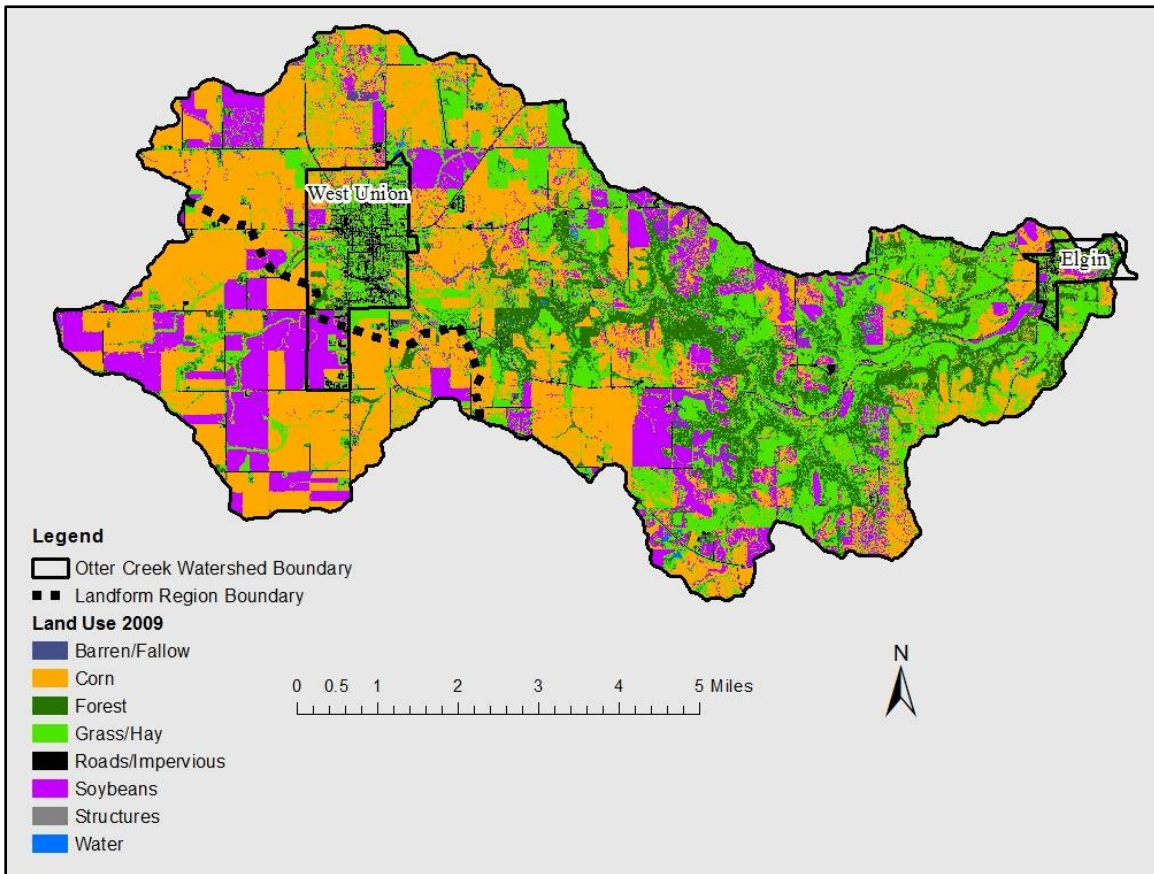 West Union
Elgin
Legend
Otter Creek Watershed Boundary
Landform Region Boundary
Land Use 2009
Barren/Fallow
Corn
Forest
Grass/Hay
Roads/Impervious
Soybeans
Structures
Water
0 0.5 1 2 3 4 5 Miles
N